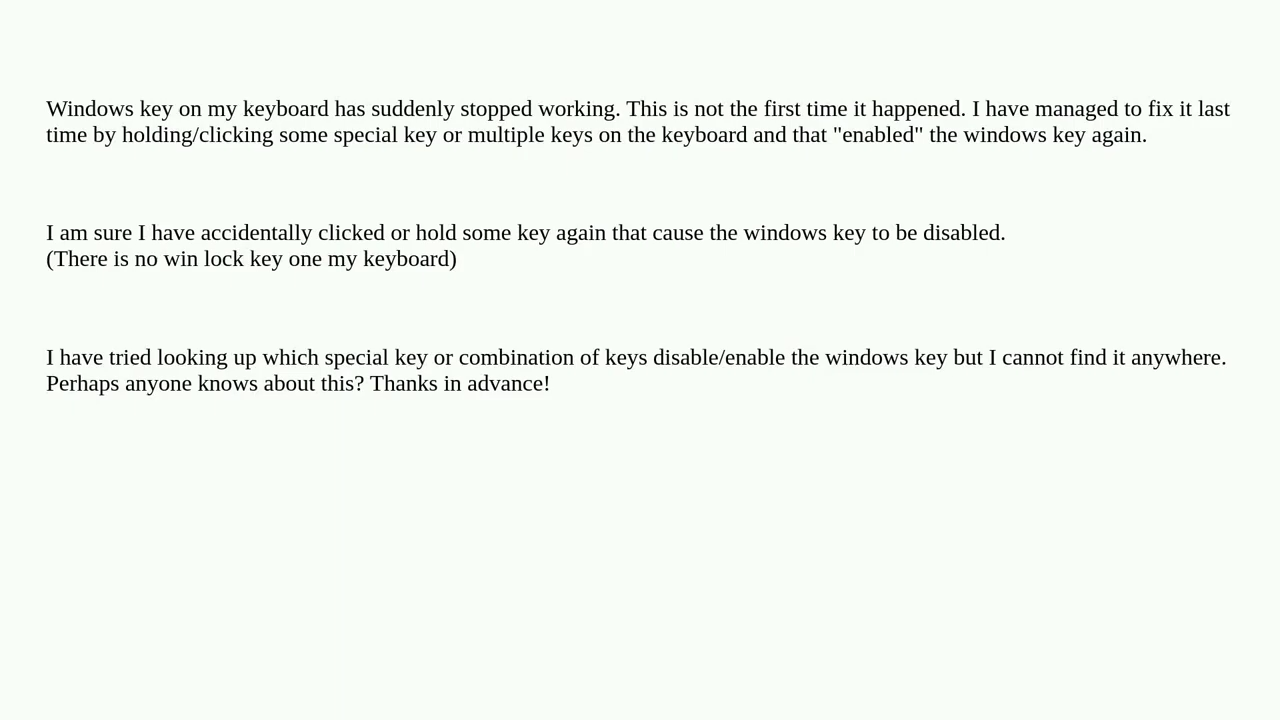 Windows key on my keyboard has suddenly stopped working. This is not the first time it happened. I have managed to fix it last
time by holding/clicking some special key or multiple keys on the keyboard and that "enabled" the windows key again.
I am sure I have accidentally clicked or hold some key again that cause the windows key to be disabled.
(There is no win lock key one my keyboard)
I have tried looking up which special key or combination of keys disable/enable the windows key but I cannot find it anywhere.
Perhaps anyone knows about this? Thanks in advance!